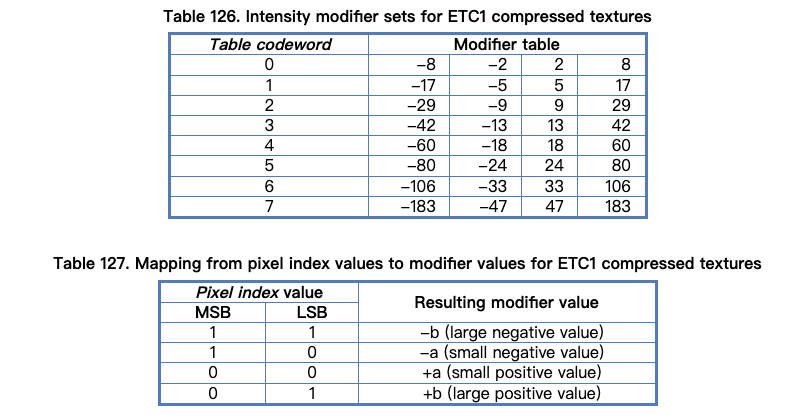 Table 126. Intensity modifier sets for ETC1 compressed textures
Table codeword Modifier table
0 –8 –2 2 8
1 –17 –5 5 17
2 –29 –9 9 29
3 –42 –13 13 42
4 –60 –18 18 60
5 –80 –24 24 80
6 –106 –33 33 106
7 –183 –47 47 183
Table 127. Mapping from pixel index values to modifier values for ETC1 compressed textures
Pixel index value Resulting modifier value
MSB LSB
1 1 –b (large negative value)
1 0 –a (small negative value)
0 0 +a (small positive value)
0 1 +b (large positive value)